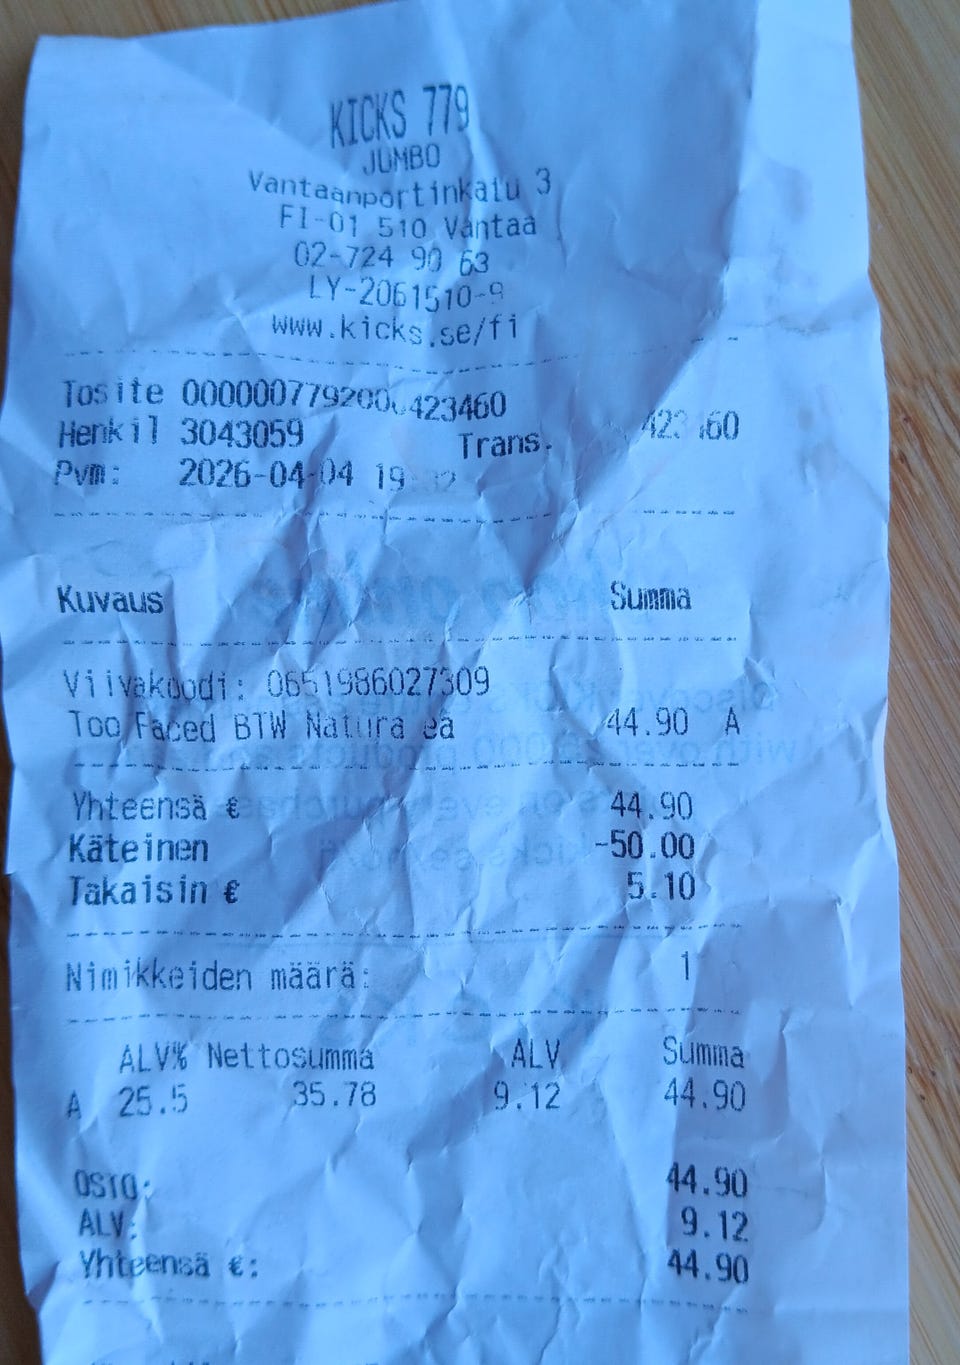 KICKS 779
JUMBO
Vantaanportinkatu 3
FI-01 510 Vantaa
02-724 90 63
LY-2061510-9
www.kicks.se/fi
Tosite
Henkil 3043059 Trans.
Pvm: 2026-04-04
Kuvaus Summa
Viivakoodi: 0651986027309
Too Faced BTW Natura eä 44.90 A
Yhteensä € 44.90
Käteinen -50.00
Takaisin € 5.10
Nimikkeiden määrä: 1
ALV% Nettosumma ALV Summa
A 25.5 35.78 9.12 44.90
OSTO: 44.90
ALV: 9.12
Yhteensä €: 44.90